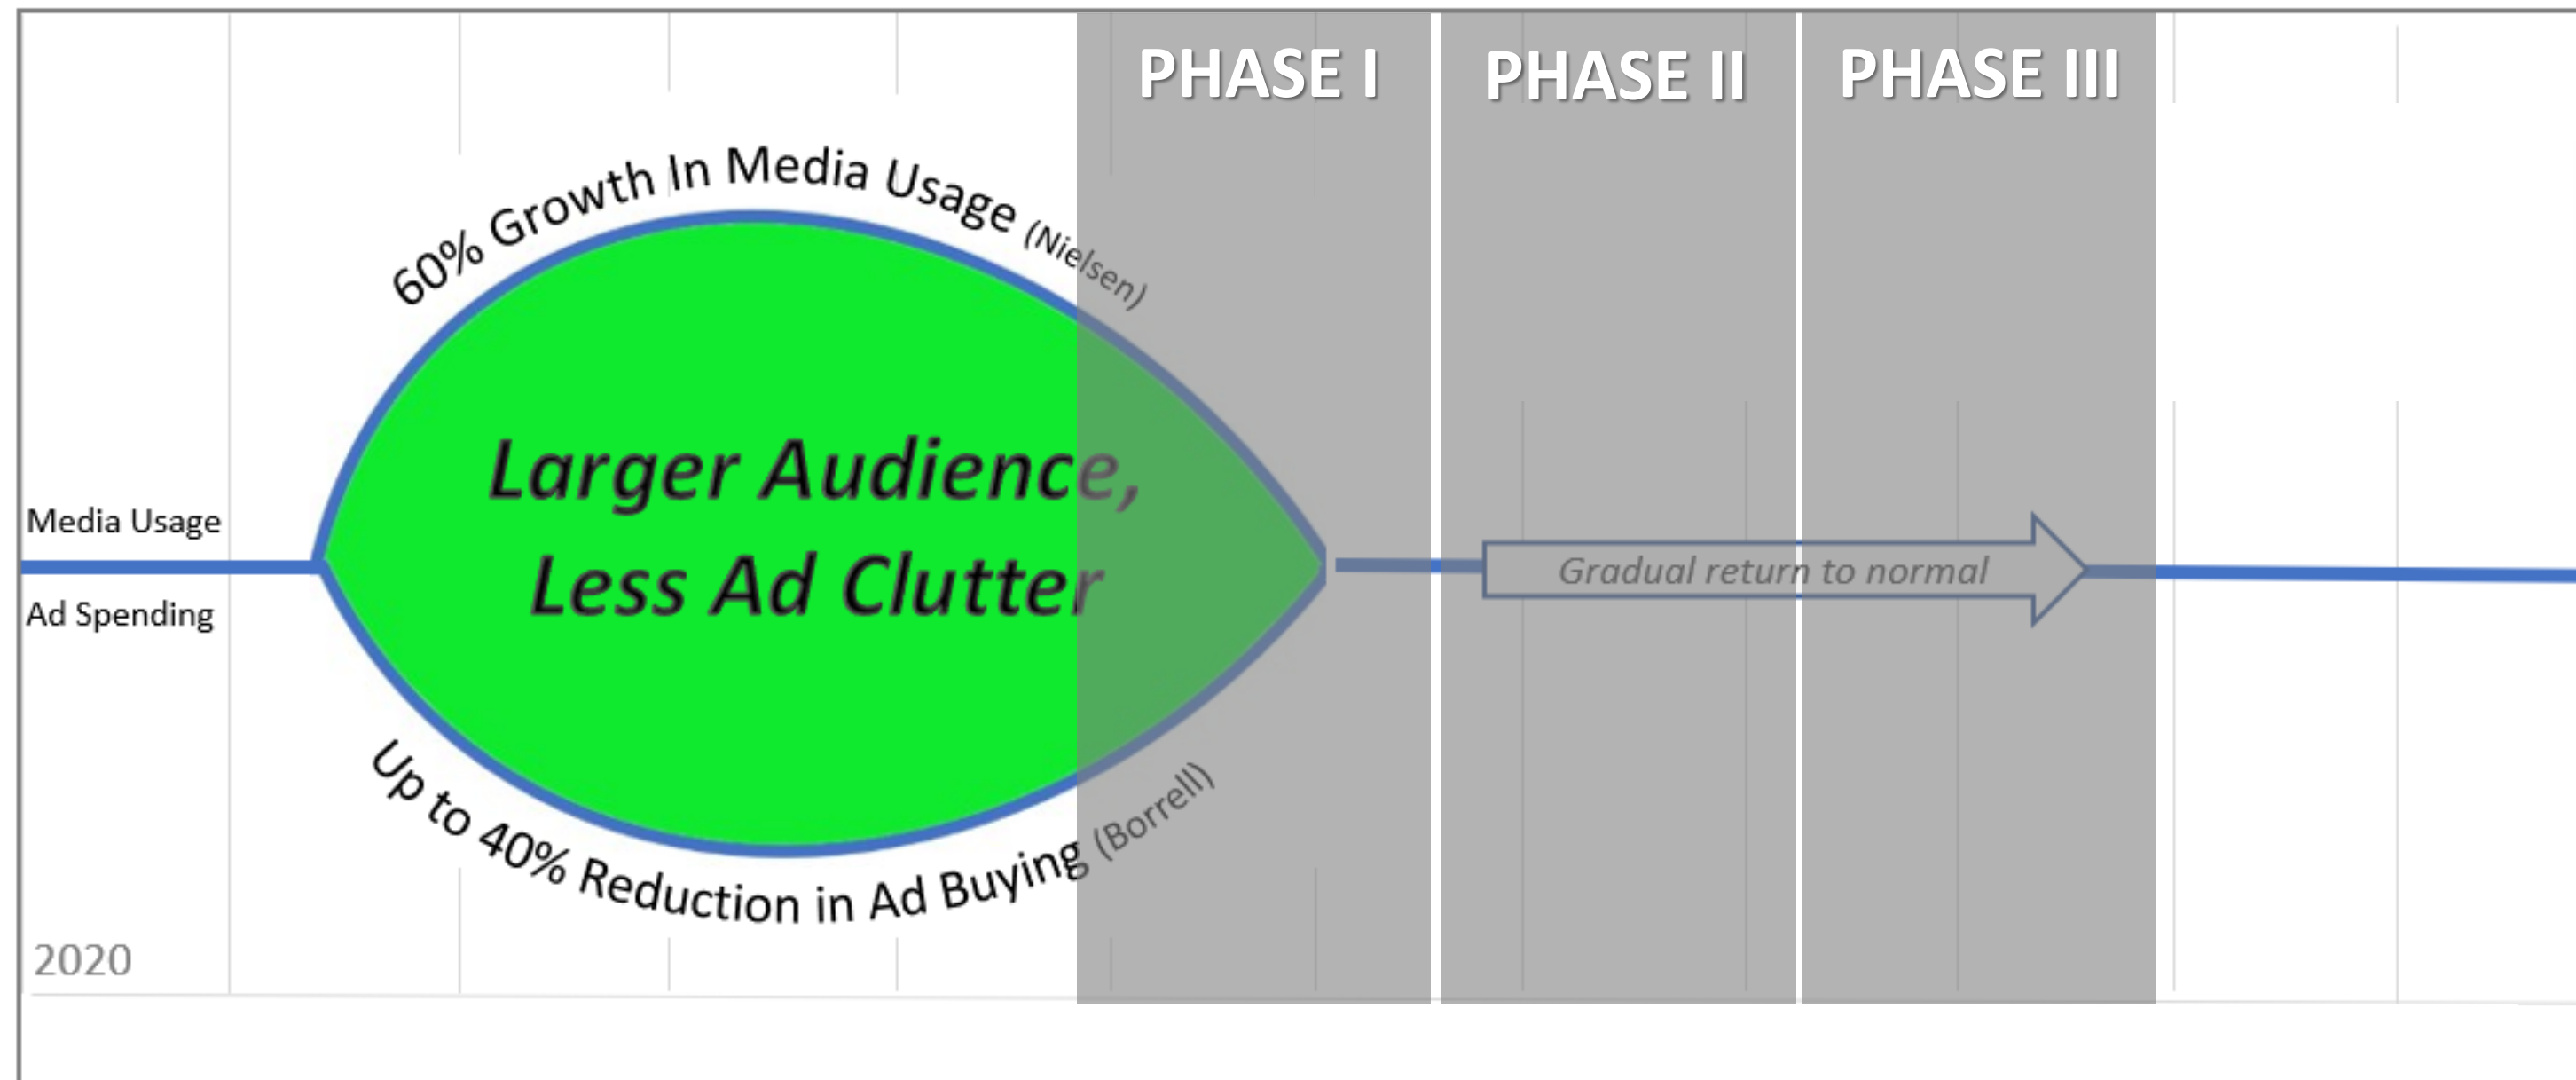 PHASE I
PHASE II
PHASE III
60% Growth In Media Usage (Nielsen)
Larger Audience,
Less Ad Clutter
Media Usage
Ad Spending
Gradual return to normal
Up to 40% Reduction in Ad Buying (Borrell)
2020